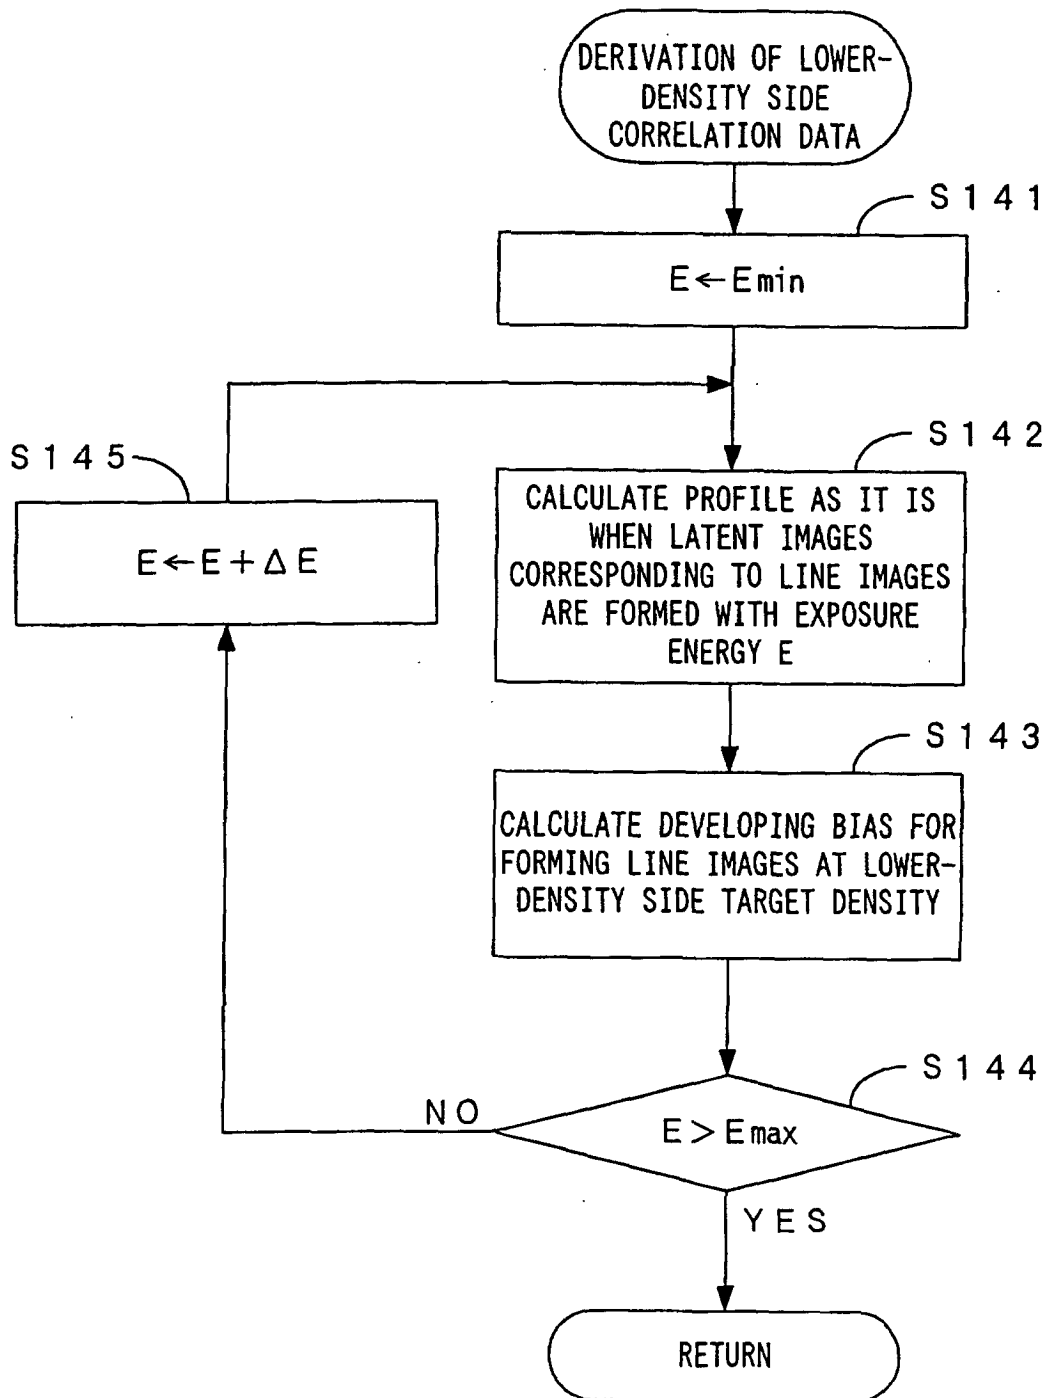 DERIVATION OF LOWER-
DENSITY SIDE
CORRELATION DATA
S141
E←Emin
S142
CALCULATE PROFILE AS IT IS
WHEN LATENT IMAGES
CORRESPONDING TO LINE IMAGES
ARE FORMED WITH EXPOSURE
ENERGY E
S145
E←E+ΔE
S143
CALCULATE DEVELOPING BIAS FOR
FORMING LINE IMAGES AT LOWER-
DENSITY SIDE TARGET DENSITY
S144
E>Emax
NO
YES
RETURN